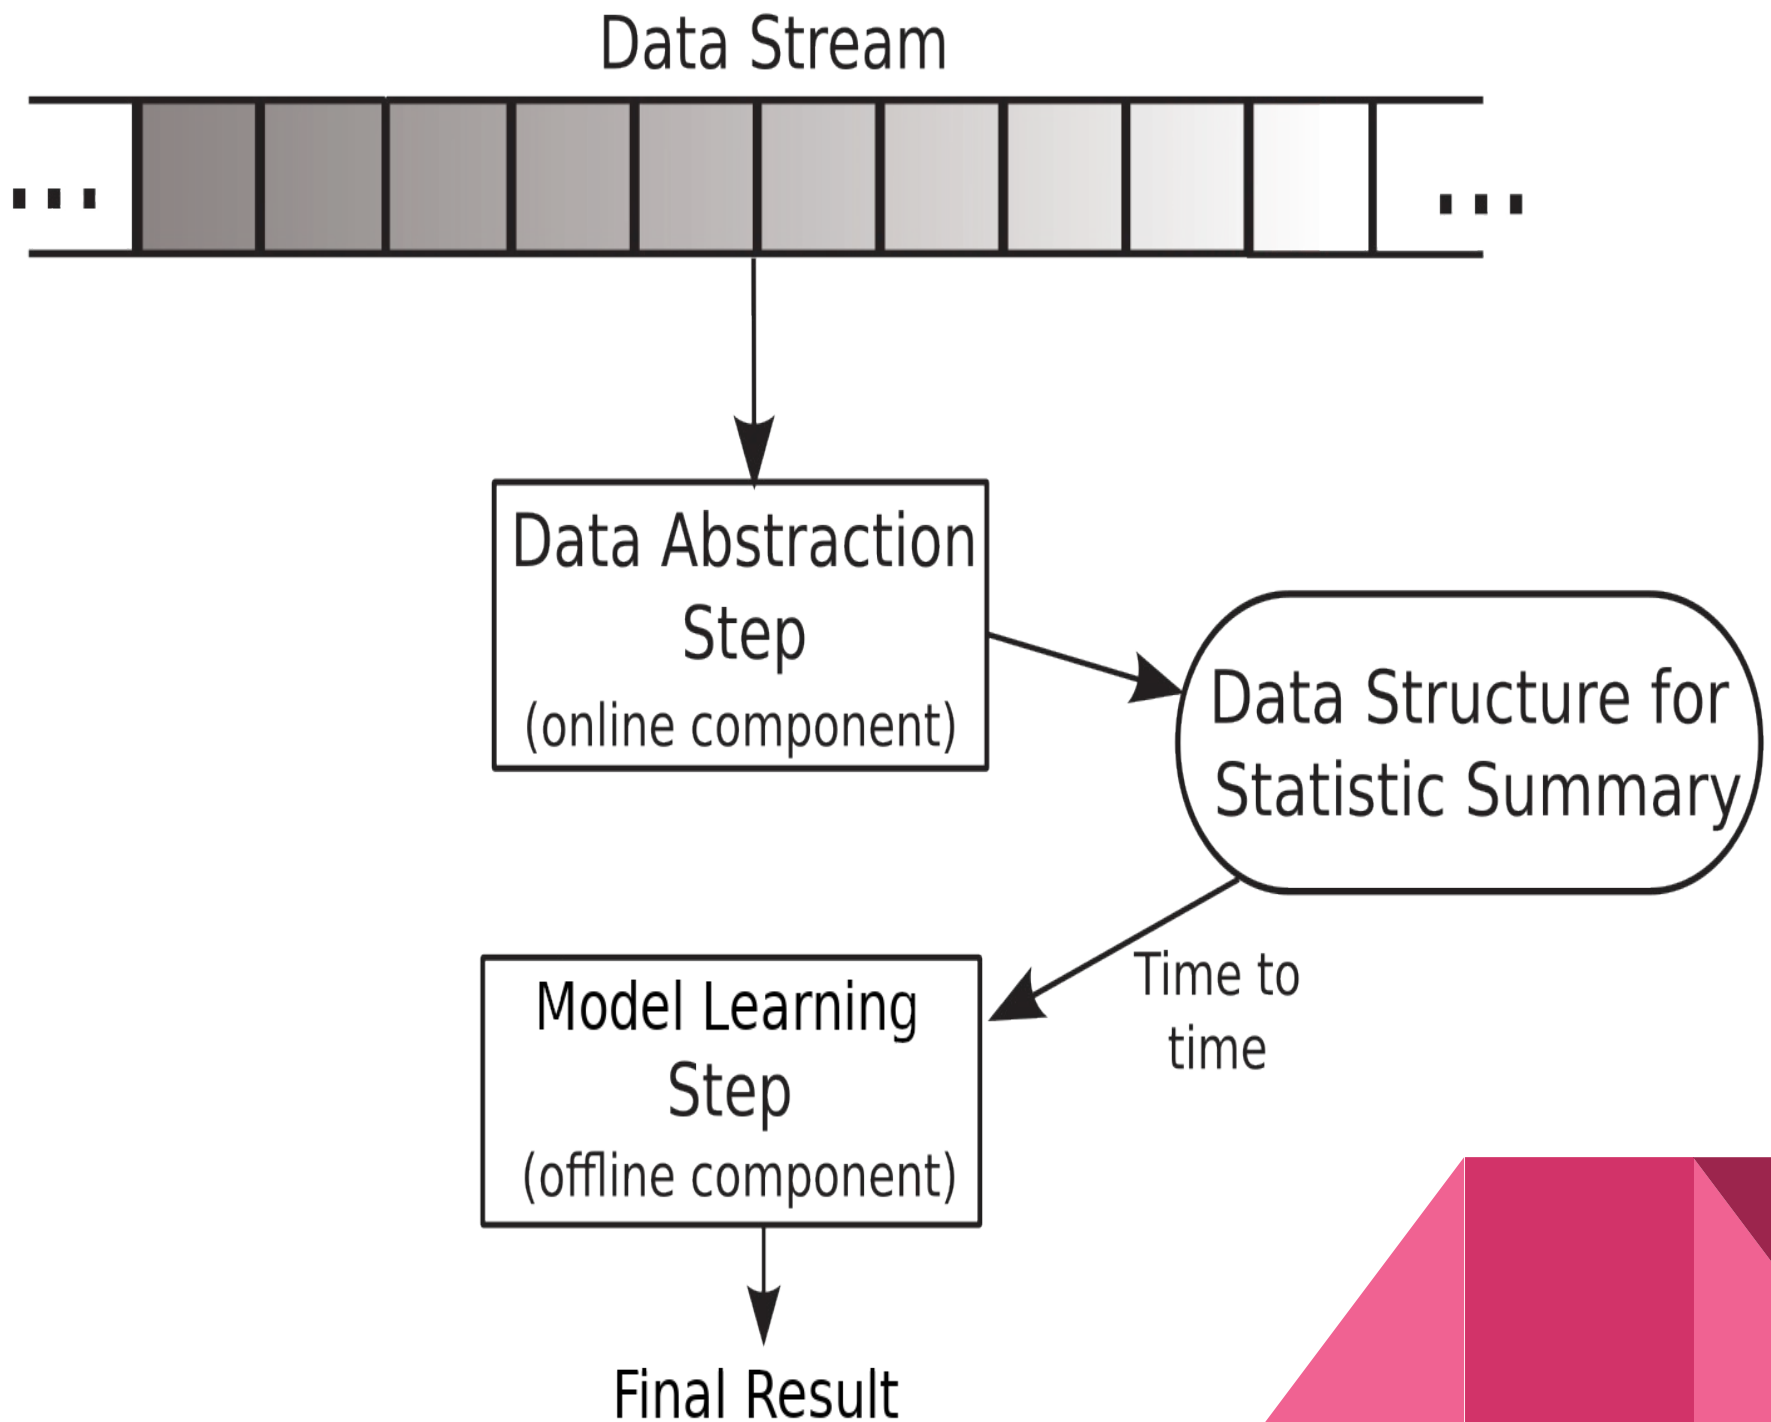 Data Stream
... ...
Data Abstraction
Step
(online component)
Data Structure for
Statistic Summary
Time to
time
Model Learning
Step
(offline component)
Final Result